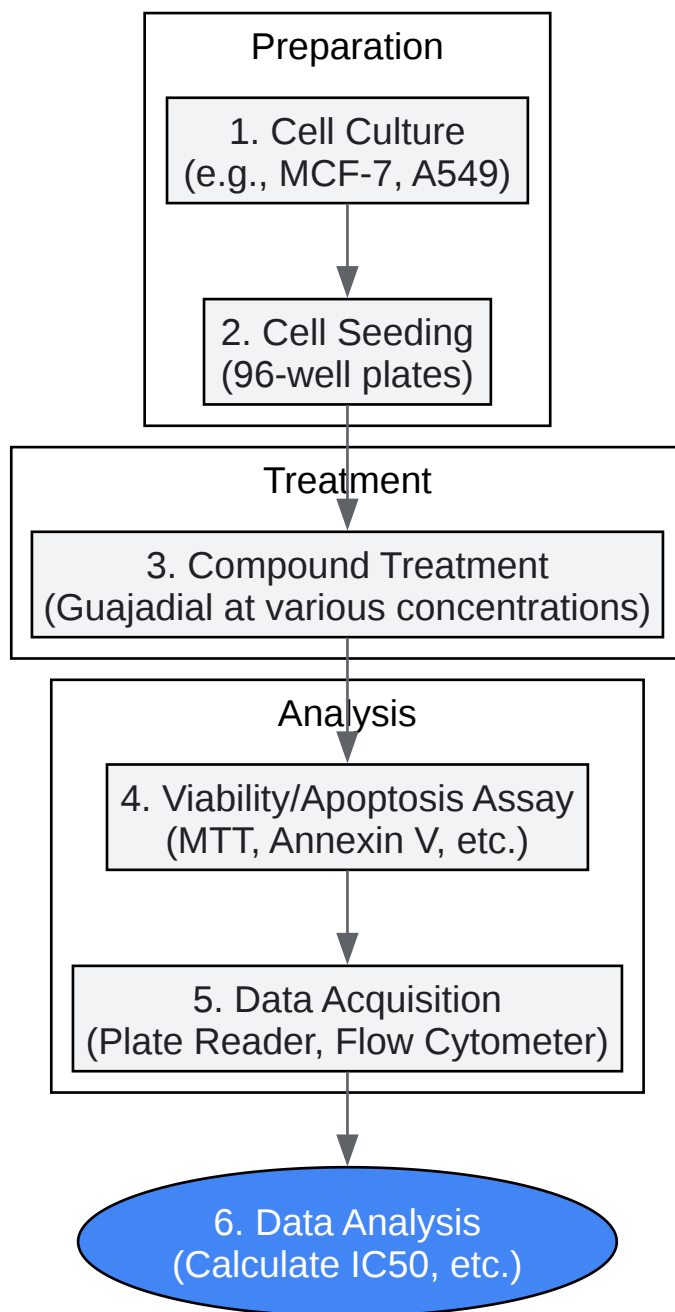 Preparation
1. Cell Culture
(e.g., MCF-7, A549)
2. Cell Seeding
(96-well plates)
Treatment
3. Compound Treatment
(Guajadial at various concentrations)
Analysis
4. Viability/Apoptosis Assay
(MTT, Annexin V, etc.)
5. Data Acquisition
(Plate Reader, Flow Cytometer)
6. Data Analysis
(Calculate IC50, etc.)